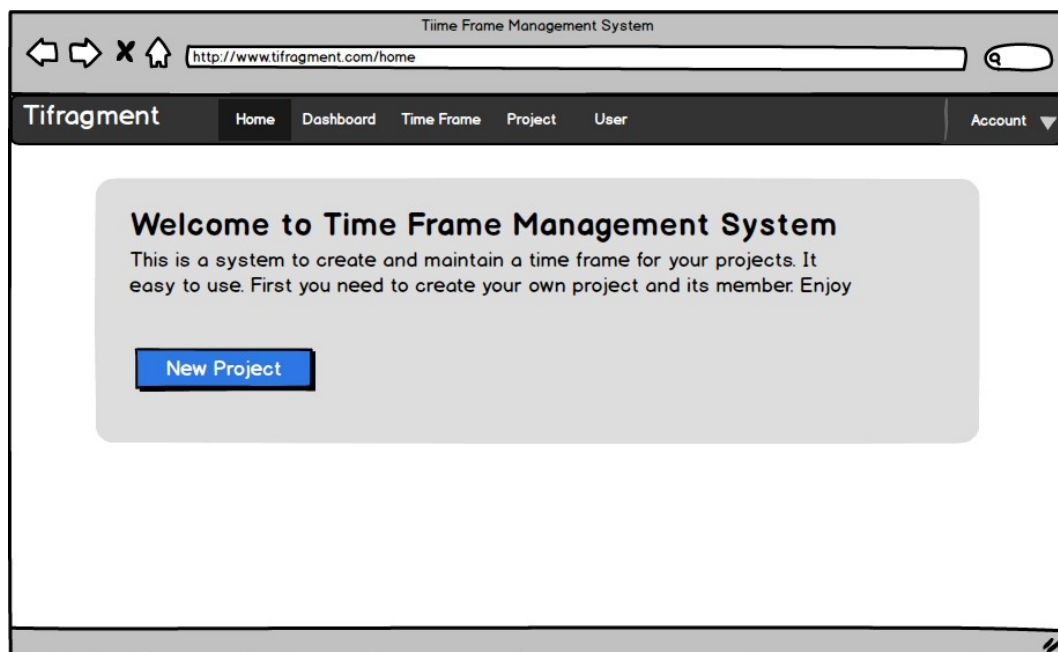 Tiime Frame Management System
http://www.tifragment.com/home
Tifragment Home Dashboard Time Frame Project User Account
Welcome to Time Frame Management System
This is a system to create and maintain a time frame for your projects. It
easy to use. First you need to create your own project and its member. Enjoy
New Project